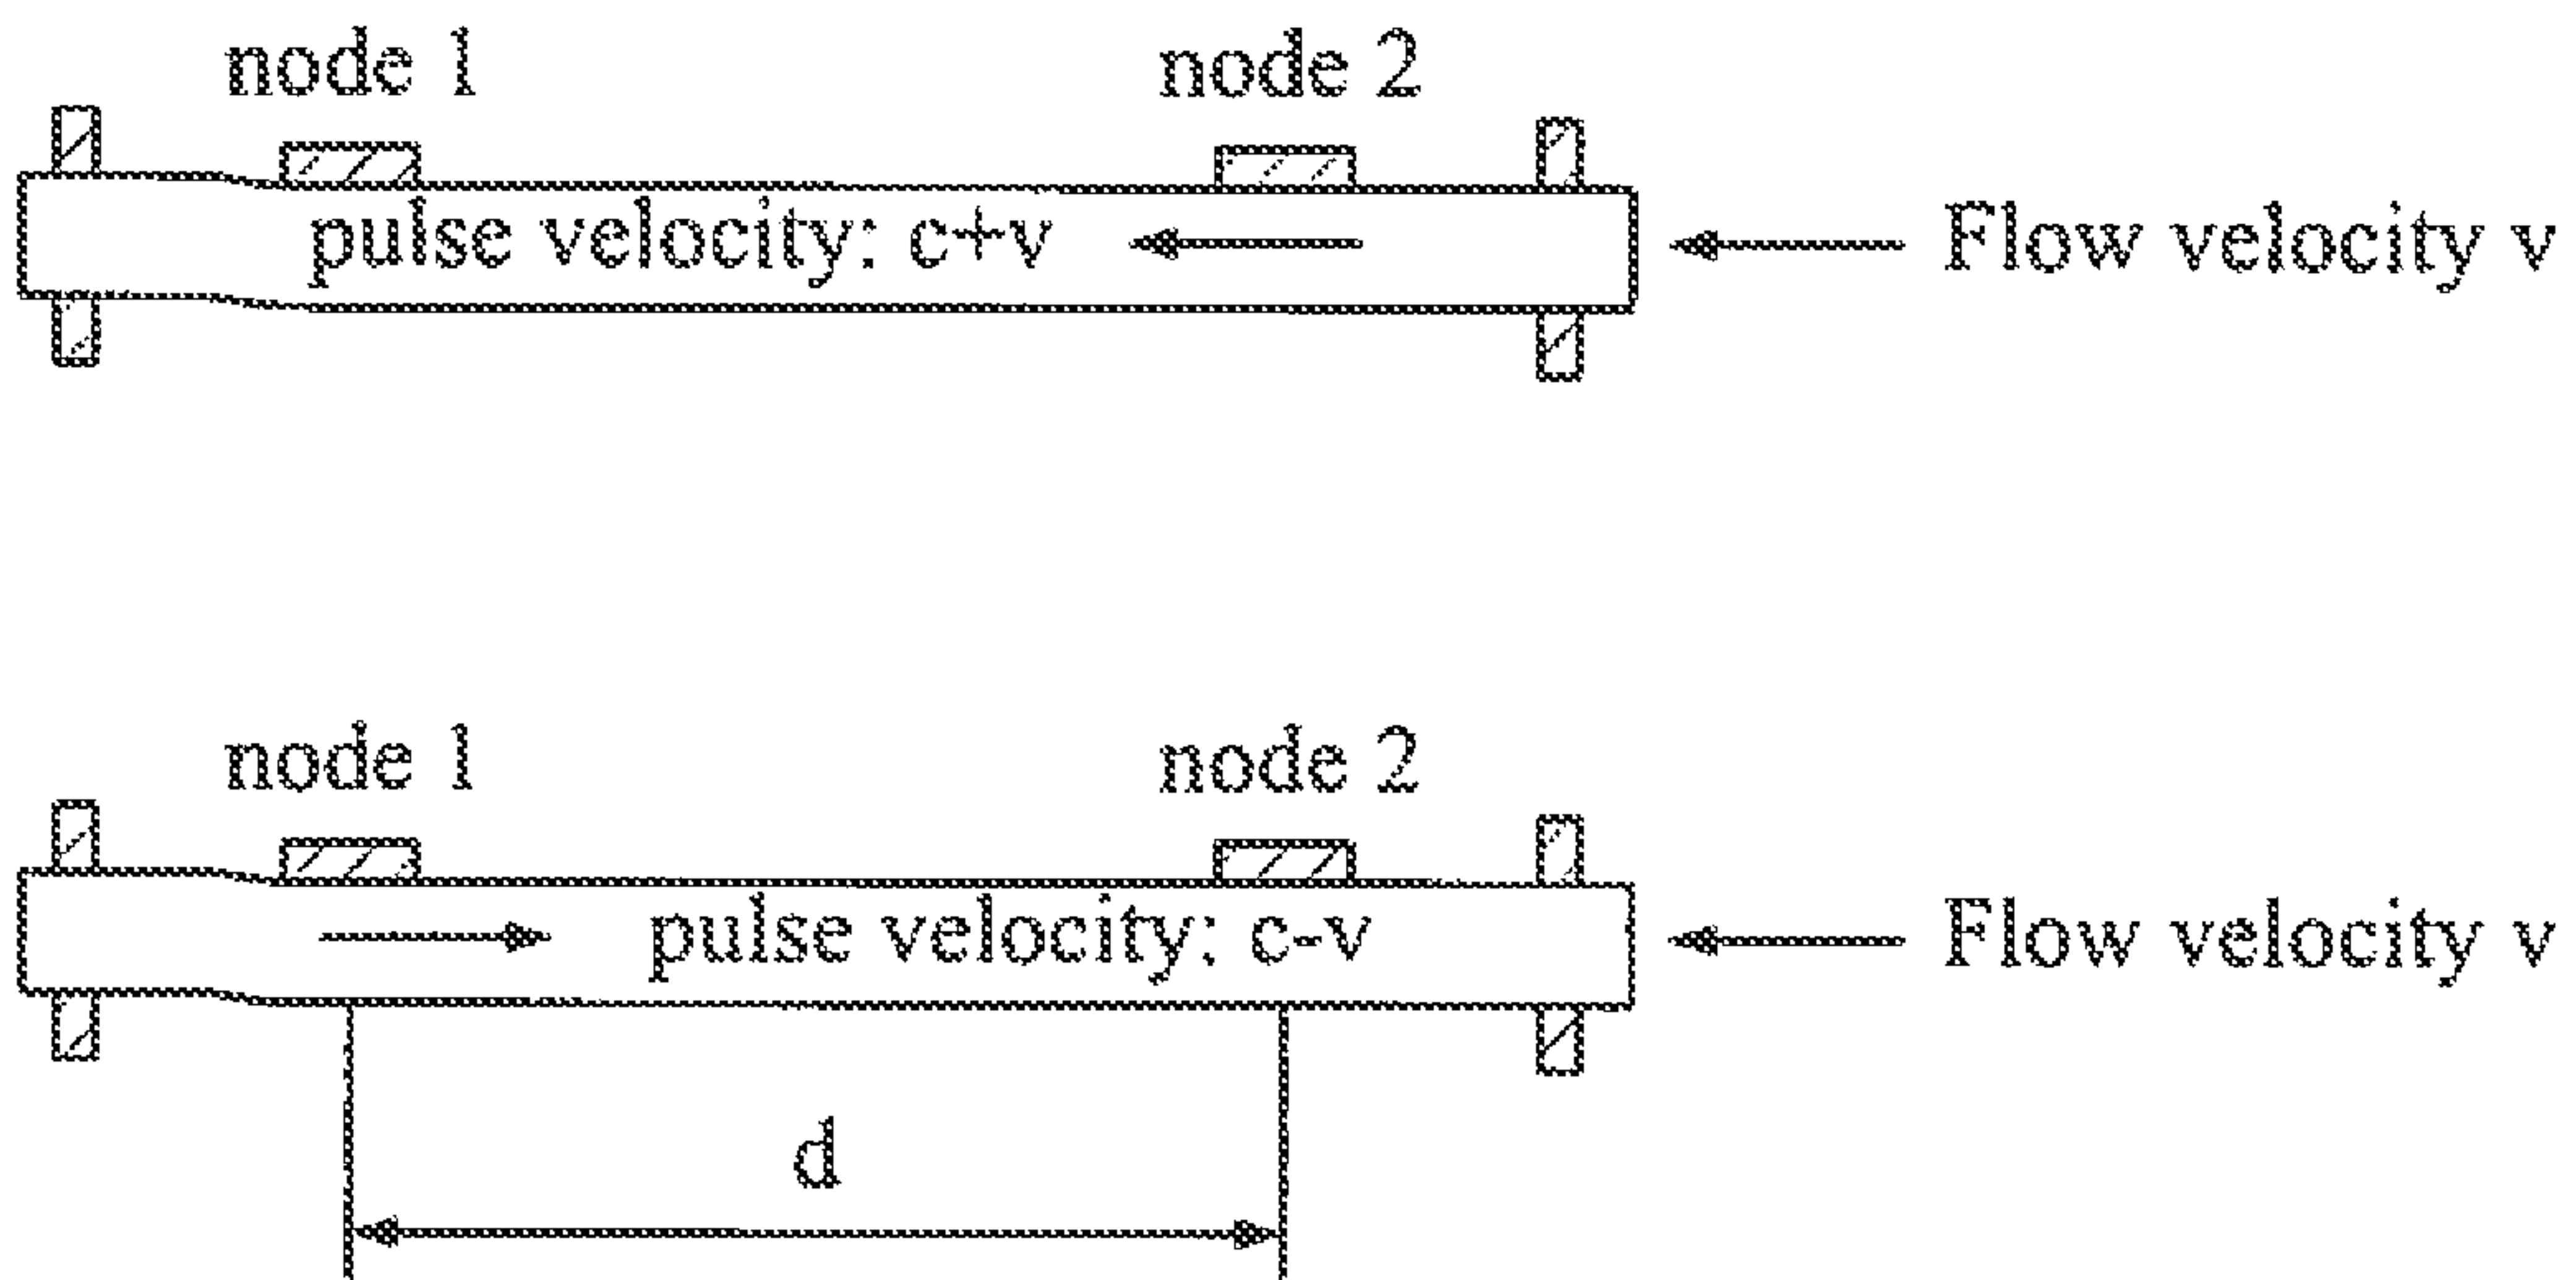 node 1
node 2
pulse velocity: c+v
Flow velocity v
node 1
node 2
pulse velocity: c-v
Flow velocity v
d